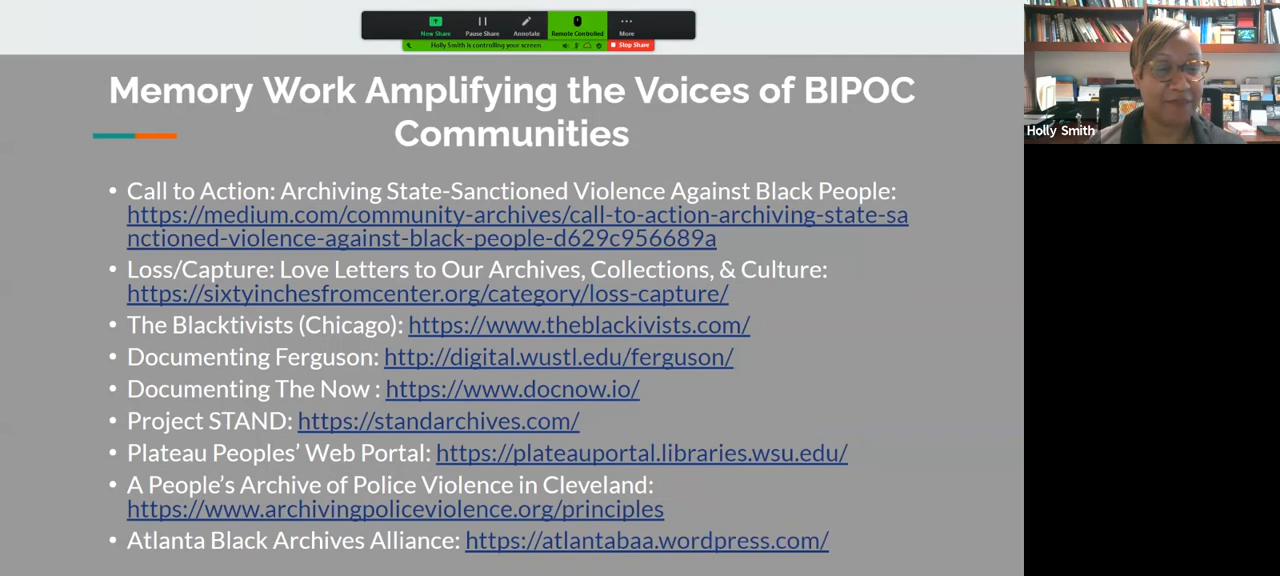 New Share
Pause Share
Annotate
Remote Controlled
More
Holly Smith is controlling your screen
Stop Share
Memory Work Amplifying the Voices of BIPOC
Communities
• Call to Action: Archiving State-Sanctioned Violence Against Black People:
https://medium.com/community-archives/call-to-action-archiving-state-sa
nctioned-violence-against-black-people-d629c956689a
• Loss/Capture: Love Letters to Our Archives, Collections, & Culture:
https://sixtyinchesfromcenter.org/category/loss-capture/
• The Blacktivists (Chicago): https://www.theblackivists.com/
• Documenting Ferguson: http://digital.wustl.edu/ferguson/
• Documenting The Now : https://www.docnow.io/
• Project STAND: https://standarchives.com/
• Plateau Peoples’ Web Portal: https://plateauportal.libraries.wsu.edu/
• A People’s Archive of Police Violence in Cleveland:
https://www.archivingpoliceviolence.org/principles
• Atlanta Black Archives Alliance: https://atlantabaa.wordpress.com/
Holly Smith